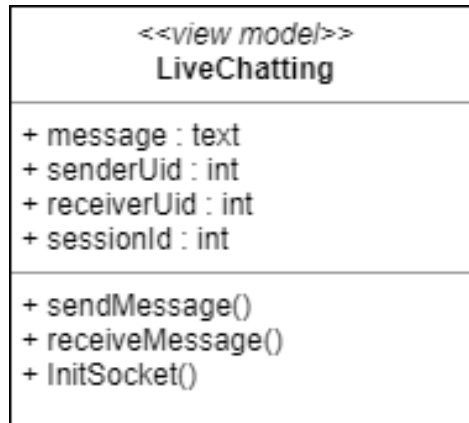 <<view model>>
LiveChatting
+ message : text
+ senderUid : int
+ receiverUid : int
+ sessionId : int
+ sendMessage()
+ receiveMessage()
+ InitSocket()